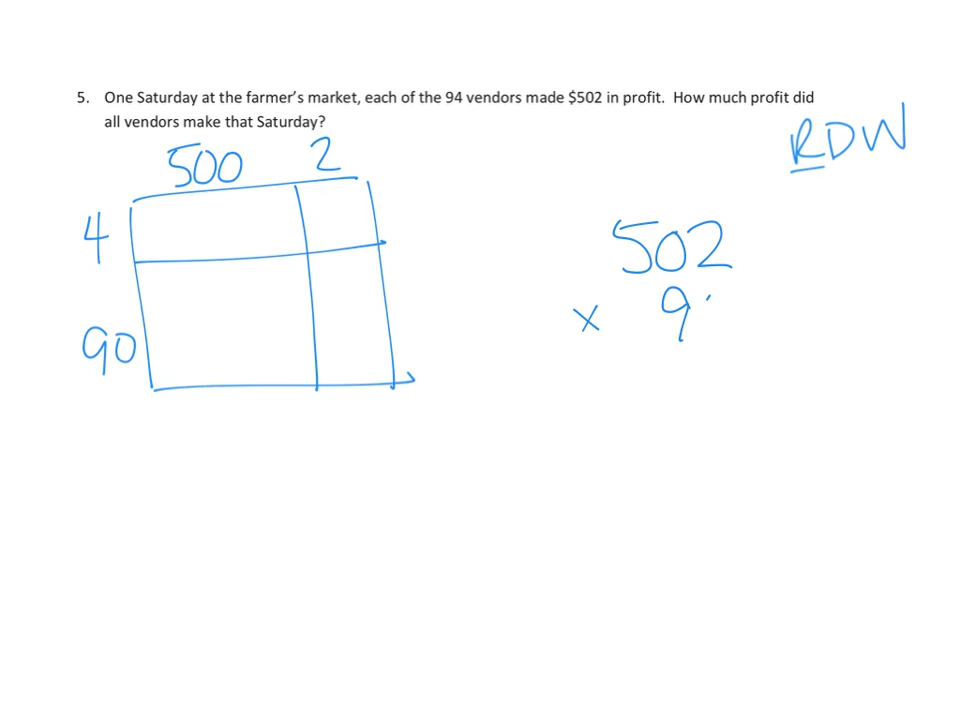 5. One Saturday at the farmer's market, each of the 94 vendors made $502 in profit. How much profit did
all vendors make that Saturday?
RDW
500 2
4
90
502
x 9